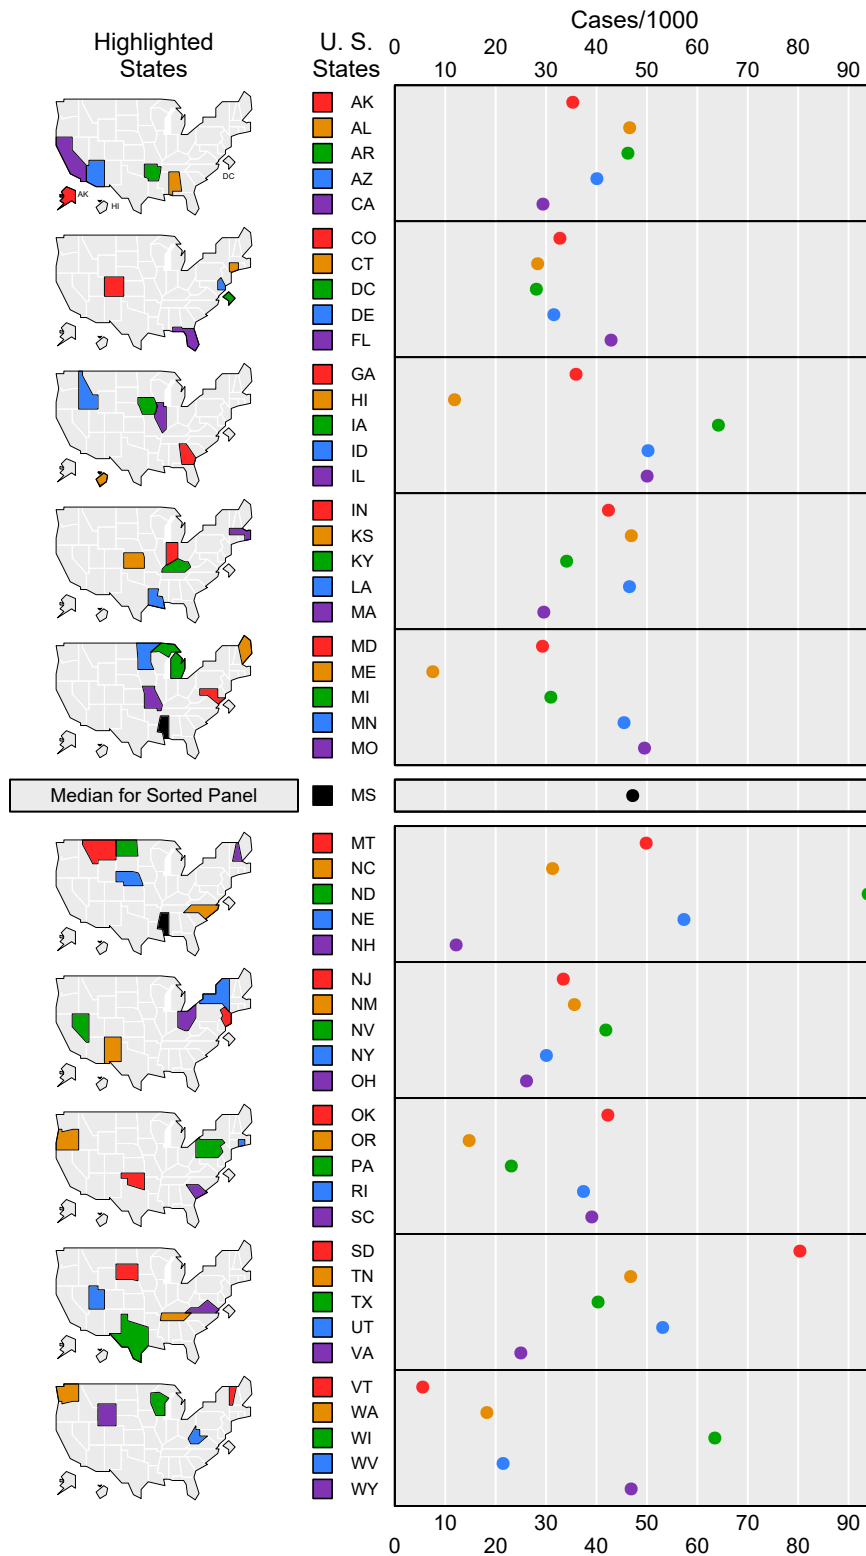 Cases/1000
Highlighted States
U. S. States
0 20 40 60 80
10 30 50 70 90
AK
AL
AR
AZ
CA
DC
AK
HI
CO
CT
DC
DE
FL
GA
HI
IA
ID
IL
IN
KS
KY
LA
MA
MD
ME
MI
MN
MO
Median for Sorted Panel MS
MT
NC
ND
NE
NH
NJ
NM
NV
NY
OH
OK
OR
PA
RI
SC
SD
TN
TX
UT
VA
VT
WA
WI
WV
WY
10 30 50 70 90
0 20 40 60 80